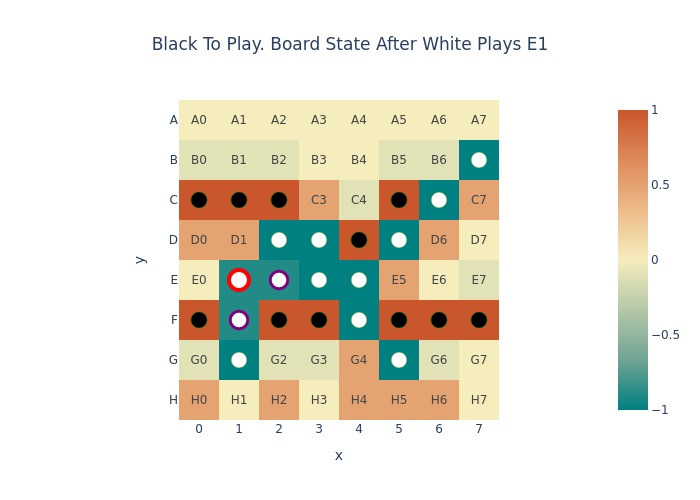 Black To Play. Board State After White Plays E1
A A0 A1 A2 A3 A4 A5 A6 A7
B B0 B1 B2 B3 B4 B5 B6
C C3 C4 C7
D D0 D1 D6 D7
E E0 E5 E6 E7
F
G G0 G2 G3 G4 G6 G7
H H0 H1 H2 H3 H4 H5 H6 H7
0 1 2 3 4 5 6 7
x
y
1
0.5
0
−0.5
−1